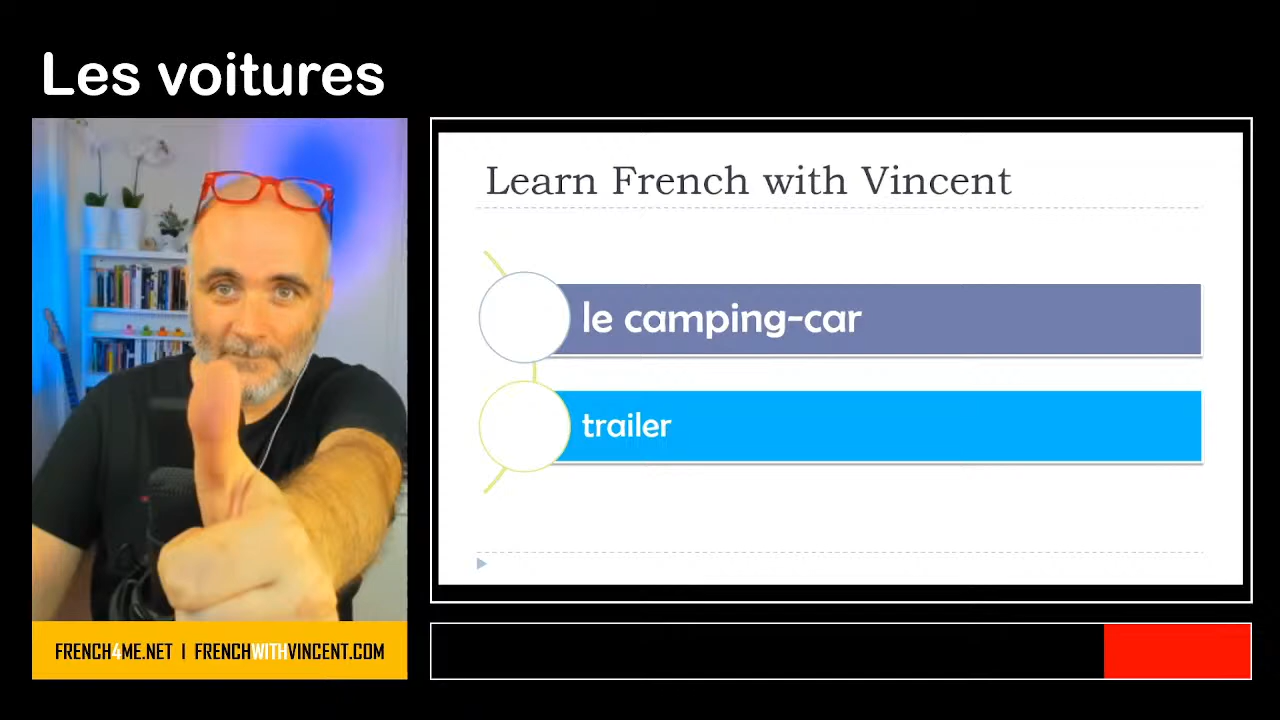 Les voitures
Learn French with Vincent
le camping-car
trailer
FRENCH4ME.NET | FRENCHWITHVINCENT.COM